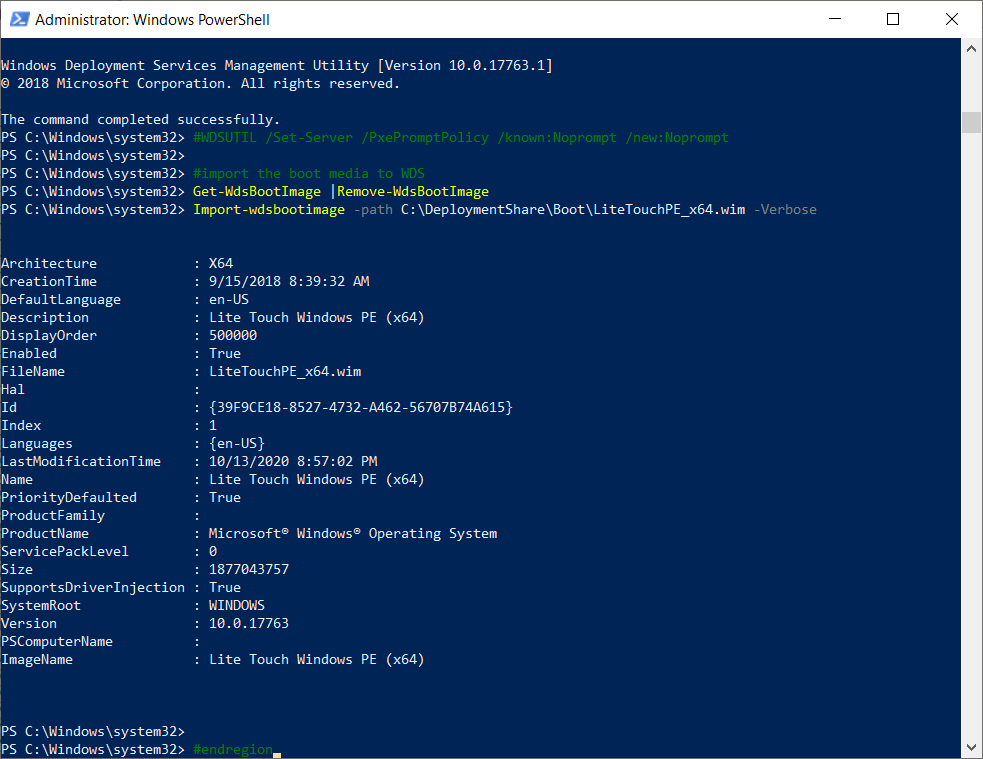 Administrator: Windows PowerShell
Windows Deployment Services Management Utility [Version 10.0.17763.1]
© 2018 Microsoft Corporation. All rights reserved.
The command completed successfully.
PS C:\Windows\system32> #WDSUTIL /Set-Server /PxePromptPolicy /known:Noprompt /new:Noprompt
PS C:\Windows\system32>
PS C:\Windows\system32> #import the boot media to WDS
PS C:\Windows\system32> Get-WdsBootImage |Remove-WdsBootImage
PS C:\Windows\system32> Import-wdsbootimage -path C:\DeploymentShare\Boot\LiteTouchPE_x64.wim -Verbose
Architecture : X64
CreationTime : 9/15/2018 8:39:32 AM
DefaultLanguage : en-US
Description : Lite Touch Windows PE (x64)
DisplayOrder : 500000
Enabled : True
FileName : LiteTouchPE_x64.wim
Hal :
Id : {39F9CE18-8527-4732-A462-56707B74A615}
Index : 1
Languages : {en-US}
LastModificationTime : 10/13/2020 8:57:02 PM
Name : Lite Touch Windows PE (x64)
PriorityDefaulted : True
ProductFamily :
ProductName : Microsoft® Windows® Operating System
ServicePackLevel : 0
Size : 1877043757
SupportsDriverInjection : True
SystemRoot : WINDOWS
Version : 10.0.17763
PSComputerName :
ImageName : Lite Touch Windows PE (x64)
PS C:\Windows\system32>
PS C:\Windows\system32> #endregion